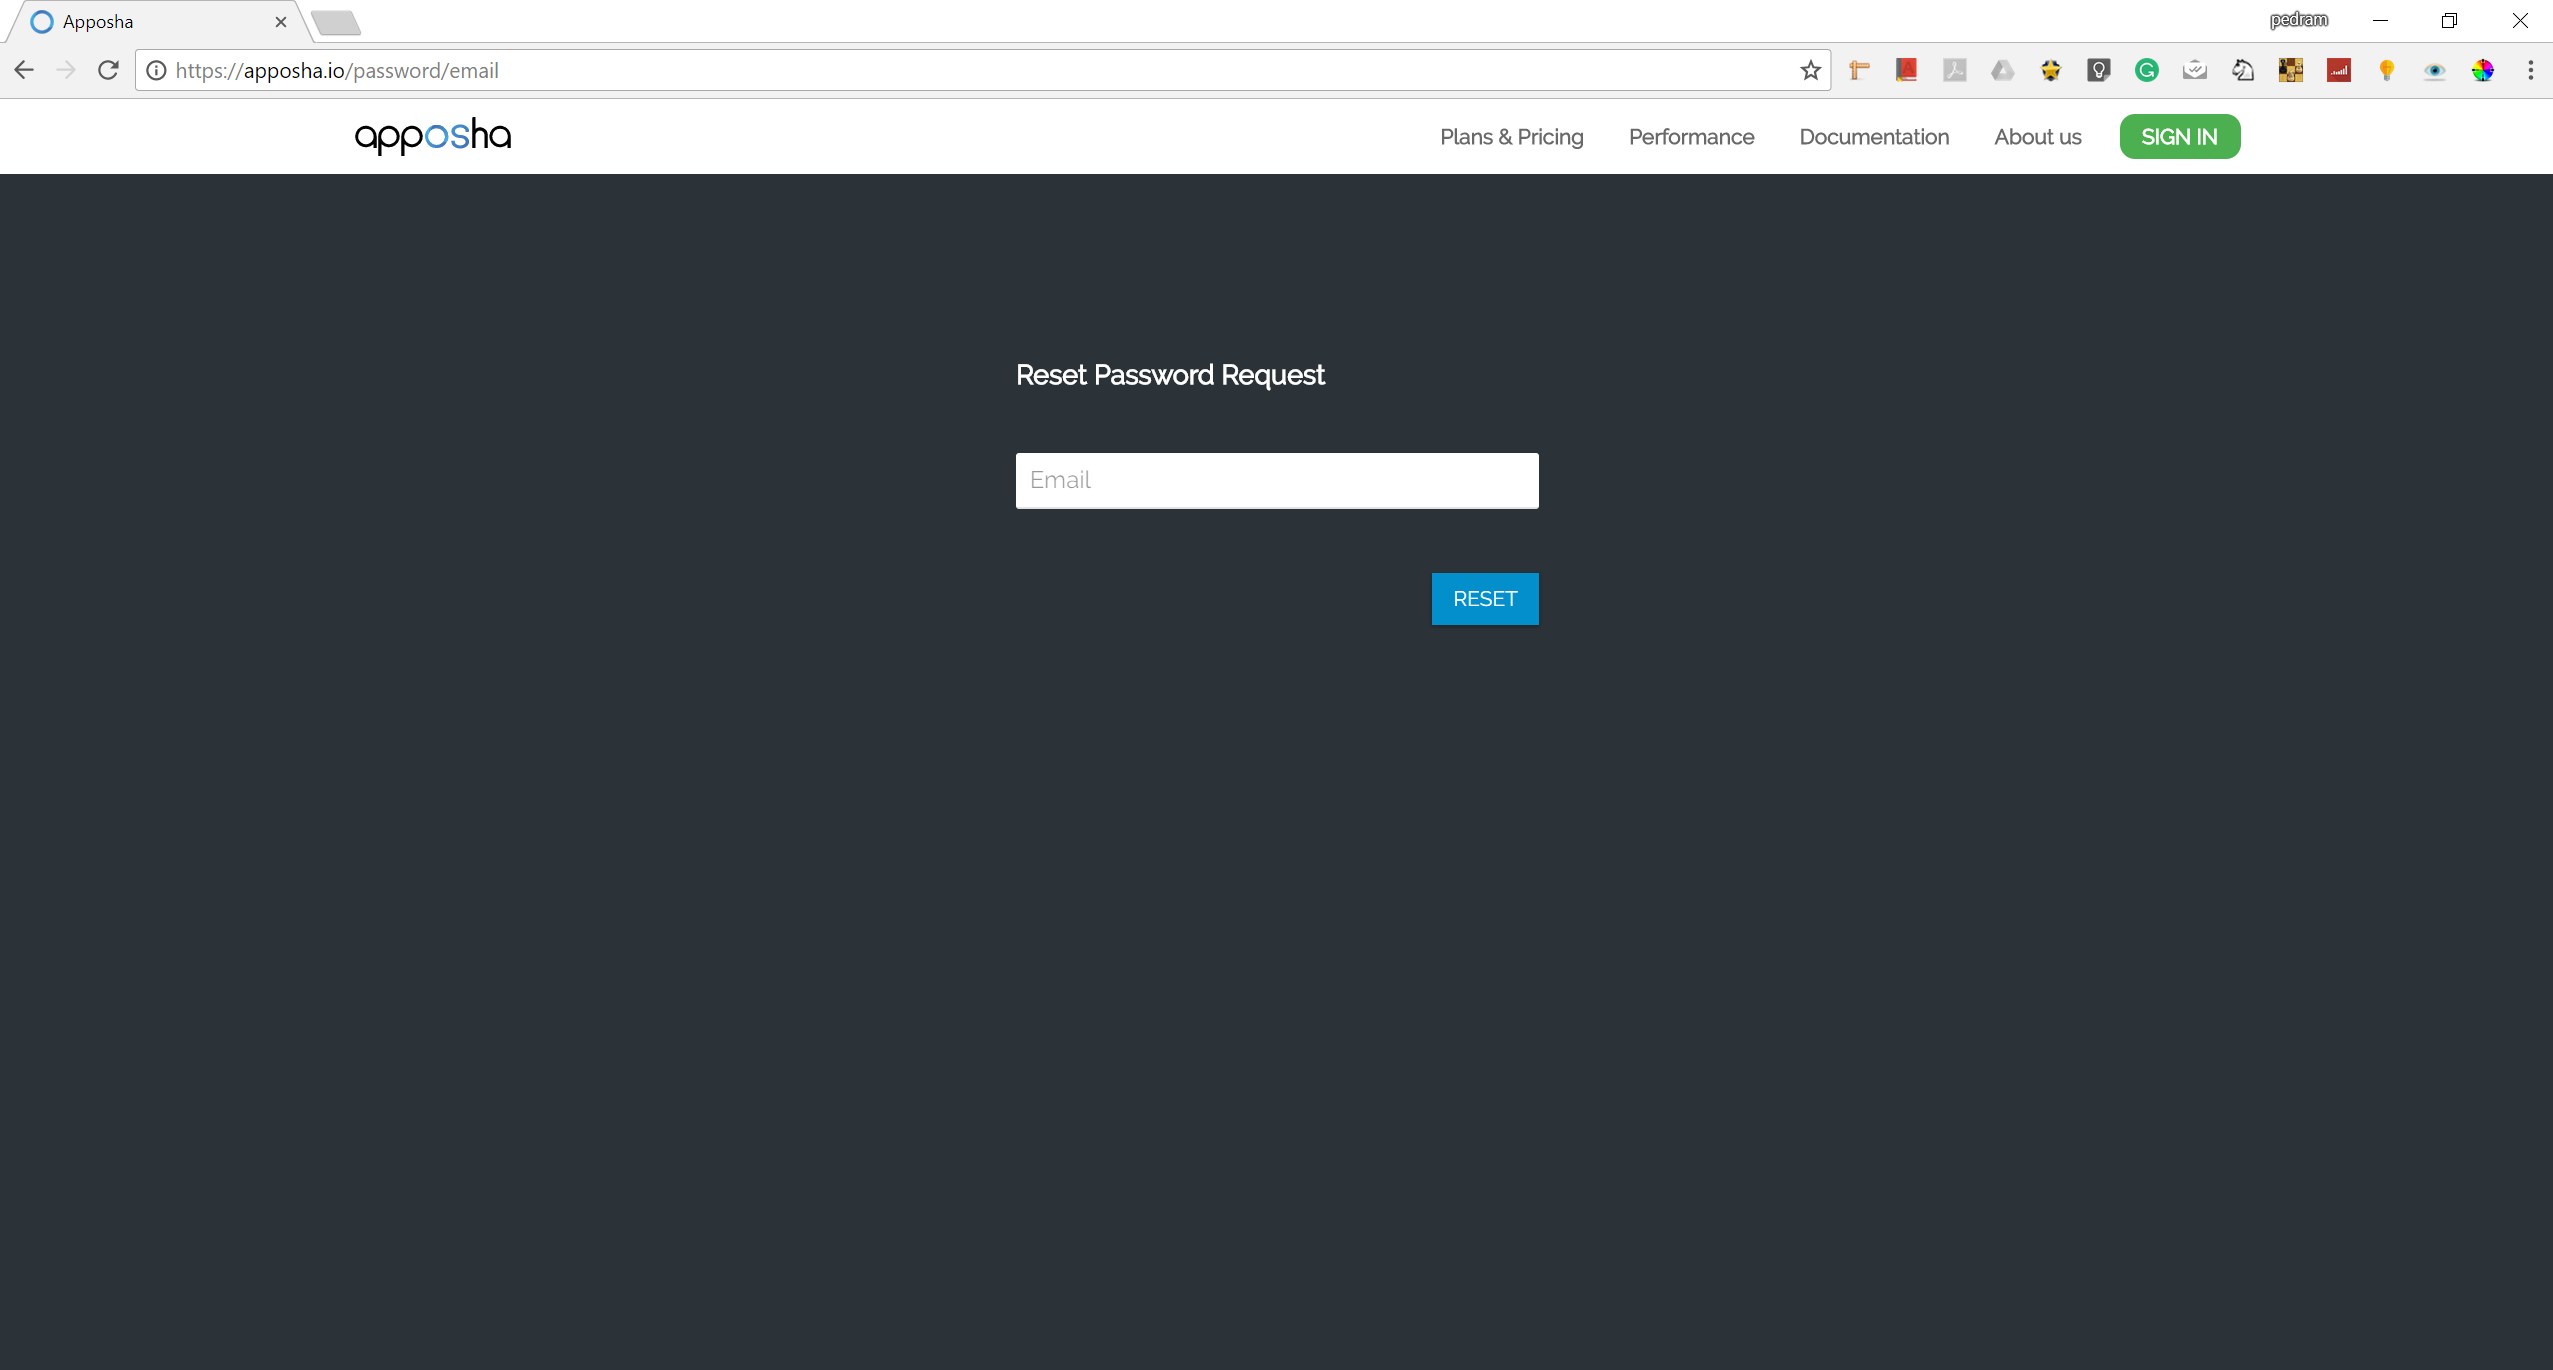 Apposha
pedram
https://apposha.io/password/email
apposha
Plans & Pricing
Performance
Documentation
About us
SIGN IN
Reset Password Request
Email
RESET